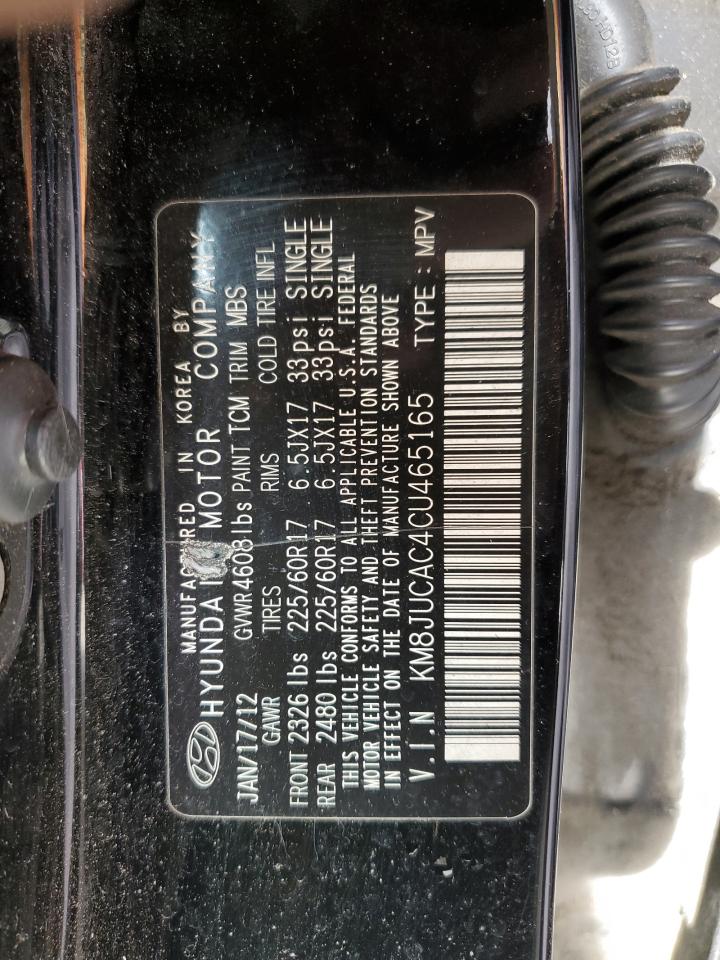 MANUFACTURED IN KOREA BY
HYUNDAI MOTOR COMPANY
JAN/17/12 GVWR4608lbs PAINT TCM TRIM MBS
GAWR TIRES RIMS COLD TIRE INFL
FRONT 2326 lbs 225/60R17 6.5JX17 33psi SINGLE
REAR 2480 lbs 225/60R17 6.5JX17 33psi SINGLE
THIS VEHICLE CONFORMS TO ALL APPLICABLE U.S.A. FEDERAL
MOTOR VEHICLE SAFETY AND THEFT PREVENTION STANDARDS
IN EFFECT ON THE DATE OF MANUFACTURE SHOWN ABOVE
V.I.N KM8JUCAC4CU465165 TYPE : MPV